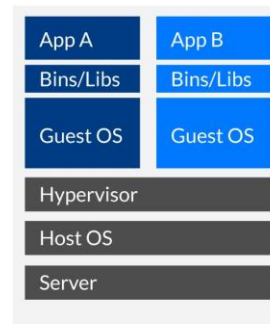 App A
App B
Bins/Libs
Bins/Libs
Guest OS
Guest OS
Hypervisor
Host OS
Server